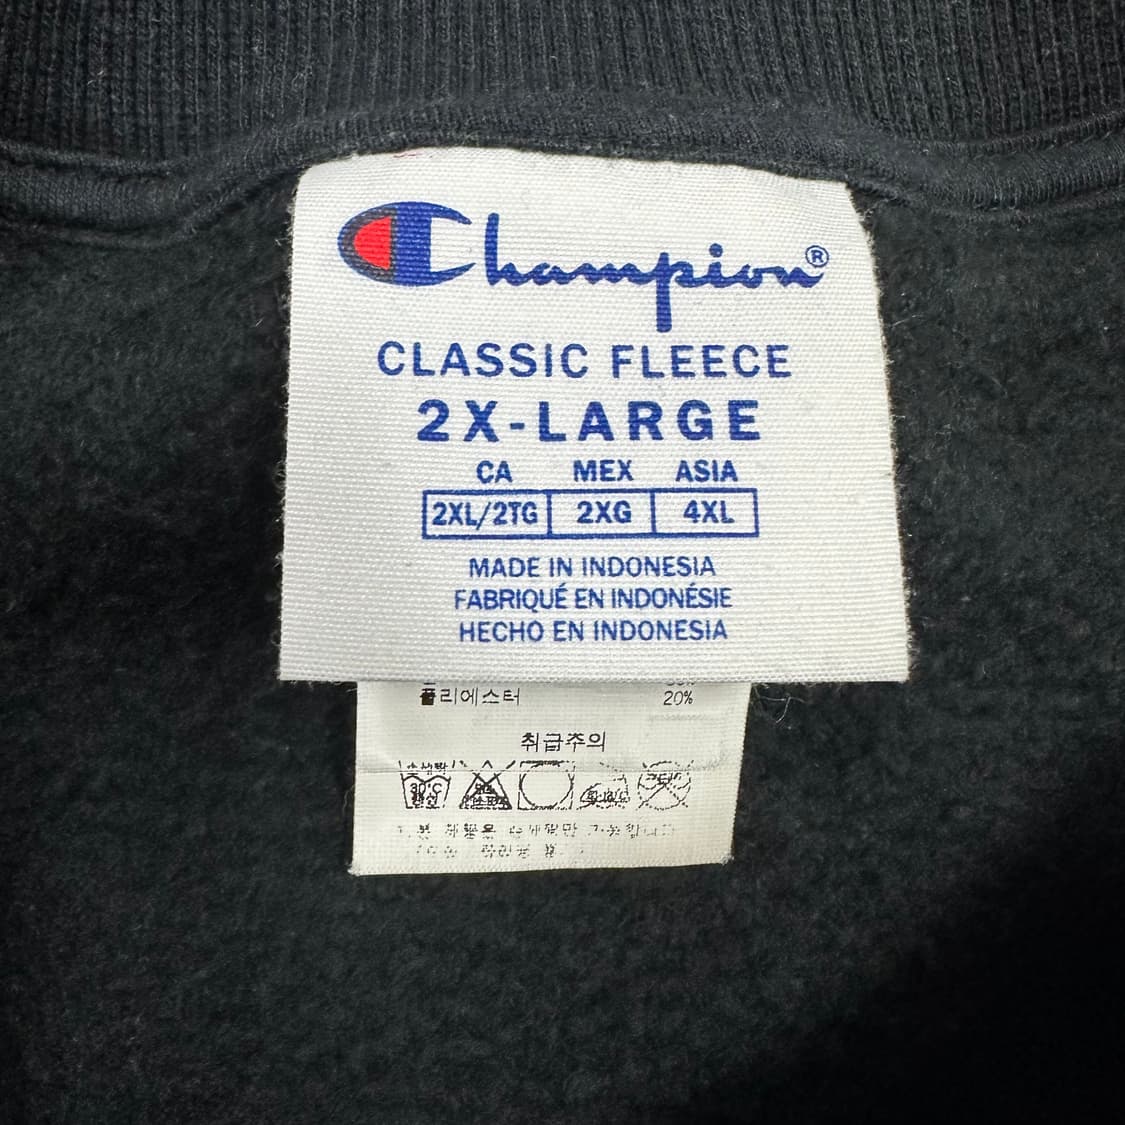 Champion®
CLASSIC FLEECE
2X-LARGE
CA MEX ASIA
2XL/2TG 2XG 4XL
MADE IN INDONESIA
FABRIQUÉ EN INDONÉSIE
HECHO EN INDONESIA
폴리에스터 20%
취급주의
30°C